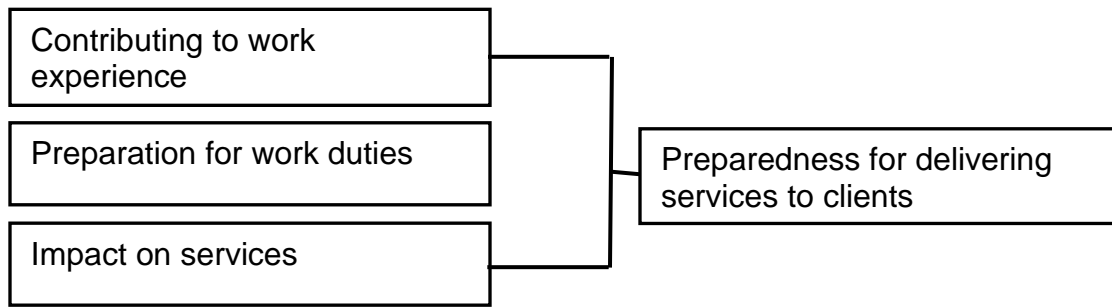 Contributing to work
experience
Preparation for work duties
Preparedness for delivering
services to clients
Impact on services